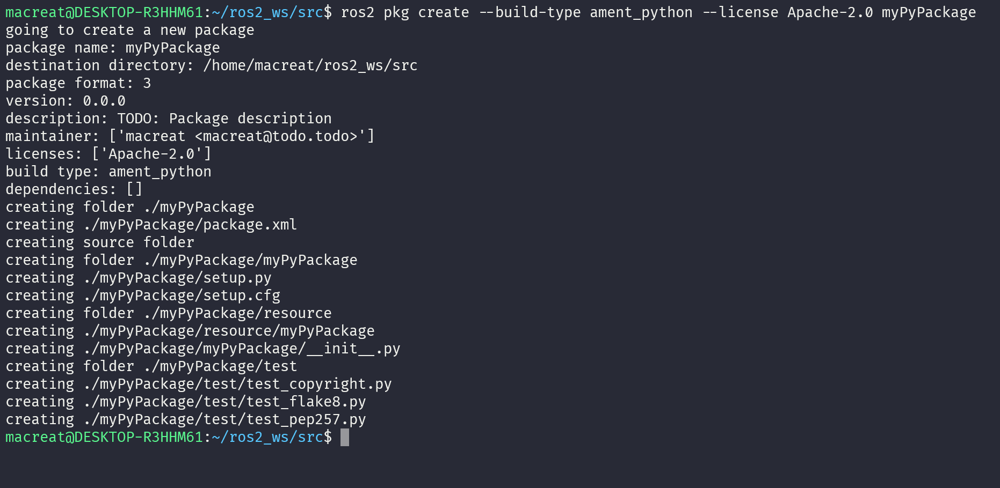 macreat@DESKTOP-R3HHM61:~/ros2_ws/src$ ros2 pkg create --build-type ament_python --license Apache-2.0 myPyPackage
going to create a new package
package name: myPyPackage
destination directory: /home/macreat/ros2_ws/src
package format: 3
version: 0.0.0
description: TODO: Package description
maintainer: ['macreat <macreat@todo.todo>']
licenses: ['Apache-2.0']
build type: ament_python
dependencies: []
creating folder ./myPyPackage
creating ./myPyPackage/package.xml
creating source folder
creating folder ./myPyPackage/myPyPackage
creating ./myPyPackage/setup.py
creating ./myPyPackage/setup.cfg
creating folder ./myPyPackage/resource
creating ./myPyPackage/resource/myPyPackage
creating ./myPyPackage/myPyPackage/__init__.py
creating folder ./myPyPackage/test
creating ./myPyPackage/test/test_copyright.py
creating ./myPyPackage/test/test_flake8.py
creating ./myPyPackage/test/test_pep257.py
macreat@DESKTOP-R3HHM61:~/ros2_ws/src$